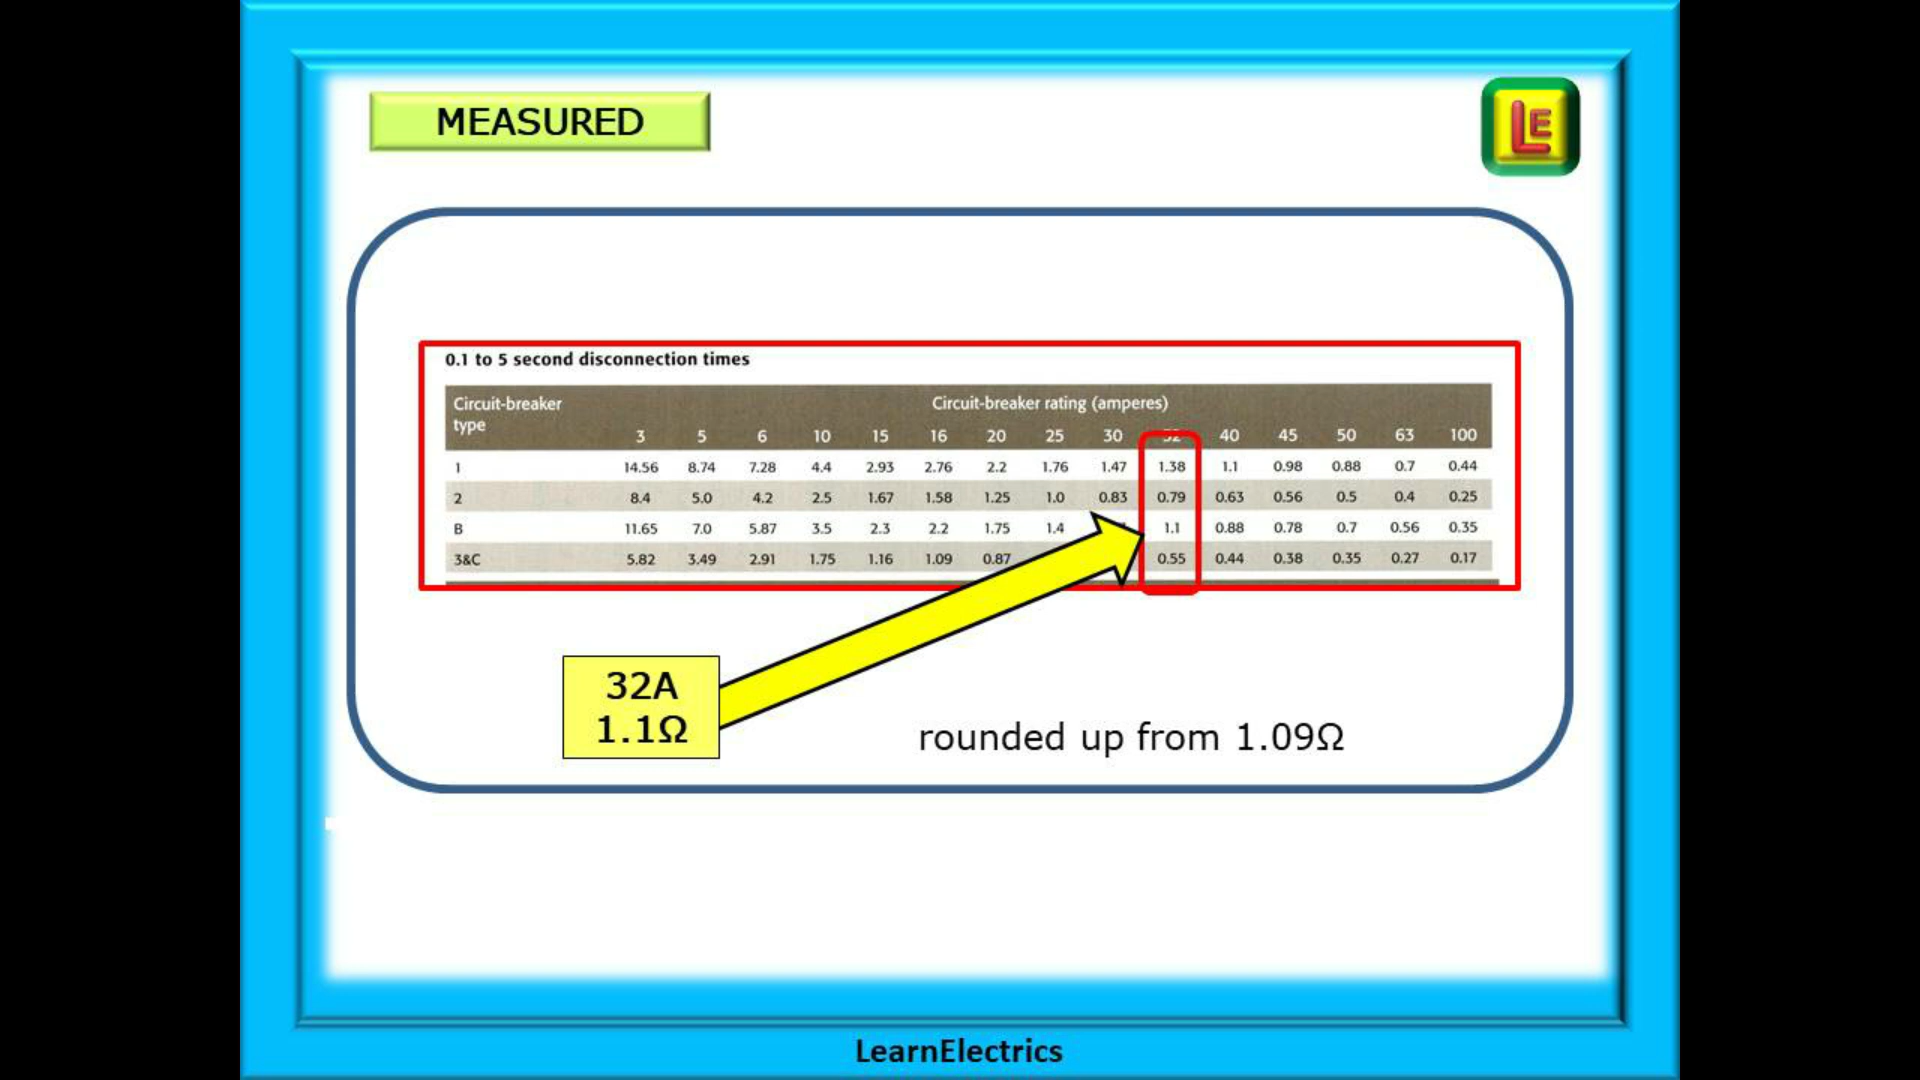 MEASURED
LE
0.1 to 5 second disconnection times
Circuit-breaker type
Circuit-breaker rating (amperes)
3 5 6 10 15 16 20 25 30 32 40 45 50 63 100
1 14.56 8.74 7.28 4.4 2.93 2.76 2.2 1.76 1.47 1.38 1.1 0.98 0.88 0.7 0.44
2 8.4 5.0 4.2 2.5 1.67 1.58 1.25 1.0 0.83 0.79 0.63 0.56 0.5 0.4 0.25
B 11.65 7.0 5.87 3.5 2.3 2.2 1.75 1.4 1.1 0.88 0.78 0.7 0.56 0.35
3&C 5.82 3.49 2.91 1.75 1.16 1.09 0.87 0.55 0.44 0.38 0.35 0.27 0.17
32A
1.1Ω
rounded up from 1.09Ω
LearnElectrics